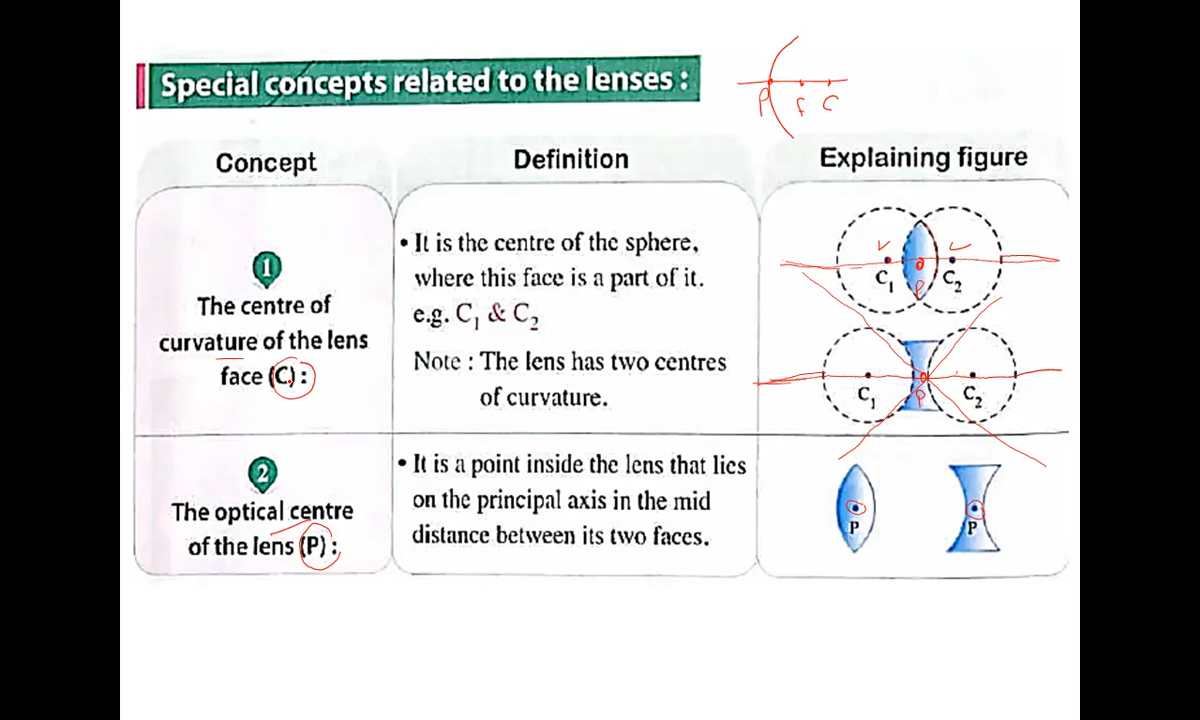 Special concepts related to the lenses :
P F C
Concept
Definition
Explaining figure
1
The centre of
curvature of the lens
face (C) :
• It is the centre of the sphere,
where this face is a part of it.
e.g. C₁ & C₂
Note : The lens has two centres
of curvature.
C₁ P C₂
C₁ P C₂
2
The optical centre
of the lens (P) :
• It is a point inside the lens that lies
on the principal axis in the mid
distance between its two faces.
P P